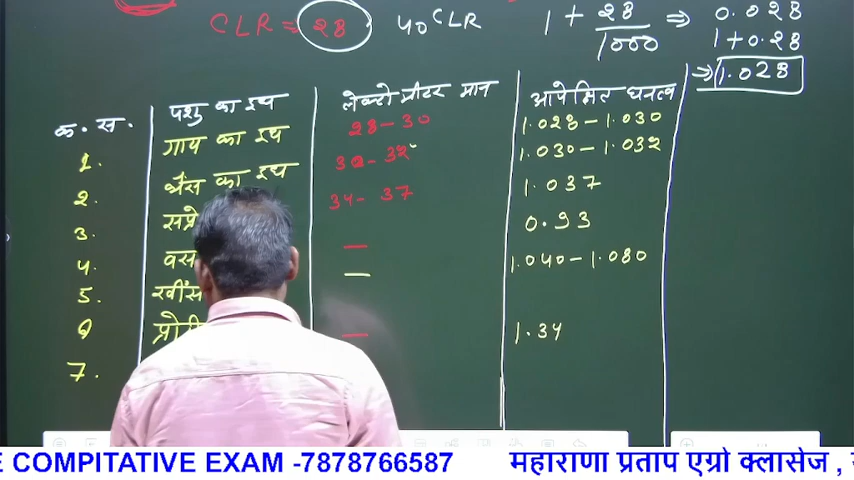 CLR = 28 40 CLR 1 + 28/1000 ⇒ 0.028
1+0.28
⇒ 1.028
क्र. स. पशु का दूध लेक्टोमीटर मान आपेक्षित घनत्व
1. गाय का दूध 28-30 1.028-1.030
2. भैंस का दूध 30-32 1.030-1.032
3. सप्रे 34-37 1.037
4. वस — 0.93
5. खींस — 1.040-1.080
प्रोटी — 1.34
7.
E COMPITATIVE EXAM -7878766587 महाराणा प्रताप एग्रो क्लासेज ,